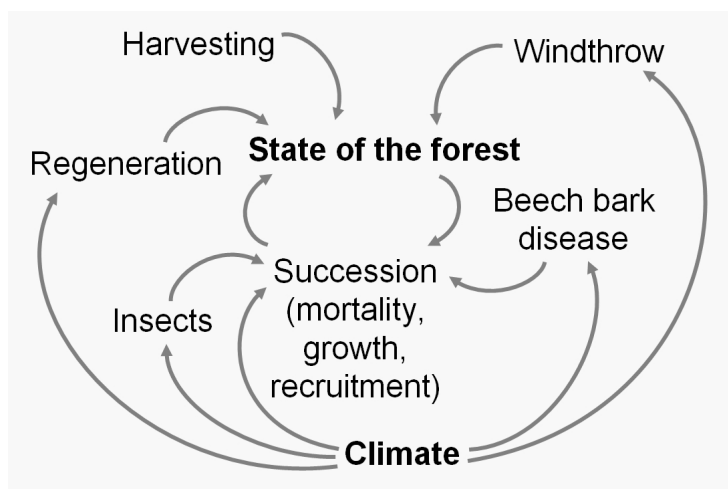 Harvesting
Windthrow
Regeneration
State of the forest
Beech bark
disease
Insects
Succession
(mortality,
growth,
recruitment)
Climate